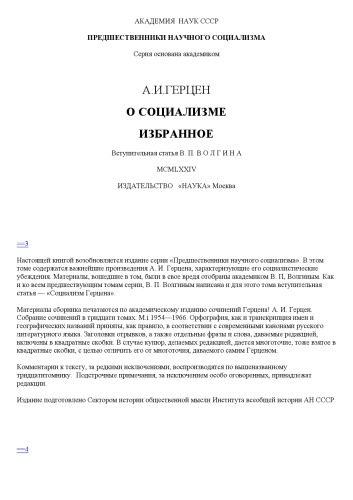 АКАДЕМИЯ НАУК СССР
ПРЕДШЕСТВЕННИКИ НАУЧНОГО СОЦИАЛИЗМА
Серия основана академиком
А.И.ГЕРЦЕН
О СОЦИАЛИЗМЕ
ИЗБРАННОЕ
Вступительная статья В. П. В О Л Г И Н А
MCMLXXIV
ИЗДАТЕЛЬСТВО «НАУКА» Москва
==3
Настоящей книгой возобновляется издание серии «Предшественники научного социализма». В этом
томе содержатся важнейшие произведения А. И. Герцена, характеризующие его социалистические
убеждения. Материалы, вошедшие в том, были в свое время отобраны академиком В. П, Волгиным. Как
и ко всем предшествующим томам серии, В. П. Волгиным написана и для этого тома вступительная
статья — «Социализм Герцена».
Материалы сборника печатаются по академическому изданию сочинений Герцена! А. И. Герцен.
Собрание сочинений в тридцати томах. М.i 1954—1966. Орфография, как и транскрипция имен и
географических названий приняты, как правило, в соответствии с современными канонами русского
литературного языка. Заголовки отрывков, а также отдельные фразы и слова, даваемые редакцией,
включены в квадратные скобки. В случае купюр, делаемых редакцией, дается многоточие, тоже взятое в
квадратные скобки, с целью отличить его от многоточия, даваемого самим Герценом.
Комментарии к тексту, за редкими исключениями, воспроизводятся по вышеназванному
тридцатитомнику. Подстрочные примечания, за исключением особо оговоренных, принадлежат
редакции.
Издание подготовлено Сектором истории общественной мысли Института всеобщей истории АН СССР.
==4